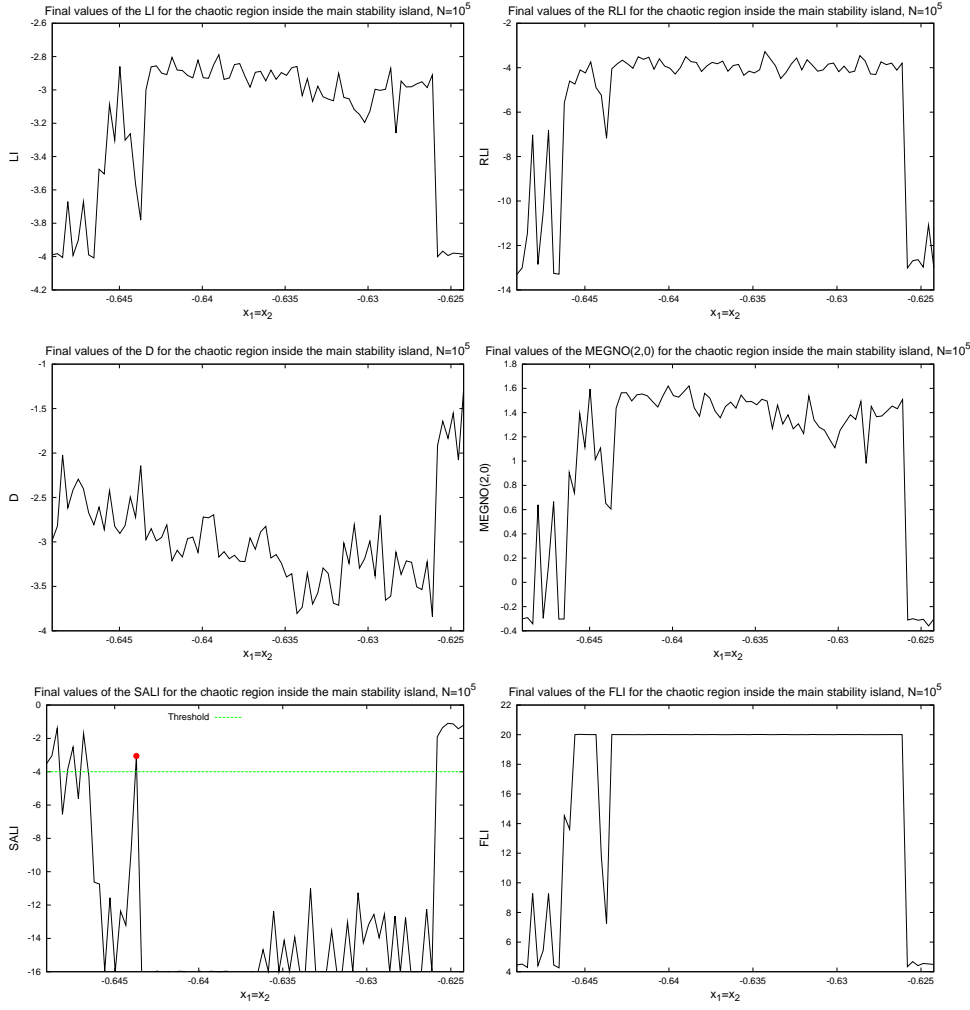 Final values of the LI for the chaotic region inside the main stability island, N=10^5
-2.6
-2.8
-3
-3.2
-3.4
-3.6
-3.8
-4
-4.2
LI
-0.645 -0.64 -0.635 -0.63 -0.625
x_1=x_2
Final values of the RLI for the chaotic region inside the main stability island, N=10^5
-2
-4
-6
-8
-10
-12
-14
RLI
-0.645 -0.64 -0.635 -0.63 -0.625
x_1=x_2
Final values of the D for the chaotic region inside the main stability island, N=10^5
-1
-1.5
-2
-2.5
-3
-3.5
-4
D
-0.645 -0.64 -0.635 -0.63 -0.625
x_1=x_2
Final values of the MEGNO(2,0) for the chaotic region inside the main stability island, N=10^5
1.8
1.6
1.4
1.2
1
0.8
0.6
0.4
0.2
0
-0.2
-0.4
MEGNO(2,0)
-0.645 -0.64 -0.635 -0.63 -0.625
x_1=x_2
Final values of the SALI for the chaotic region inside the main stability island, N=10^5
Threshold
0
-2
-4
-6
-8
-10
-12
-14
-16
SALI
-0.645 -0.64 -0.635 -0.63 -0.625
x_1=x_2
Final values of the FLI for the chaotic region inside the main stability island, N=10^5
22
20
18
16
14
12
10
8
6
4
FLI
-0.645 -0.64 -0.635 -0.63 -0.625
x_1=x_2